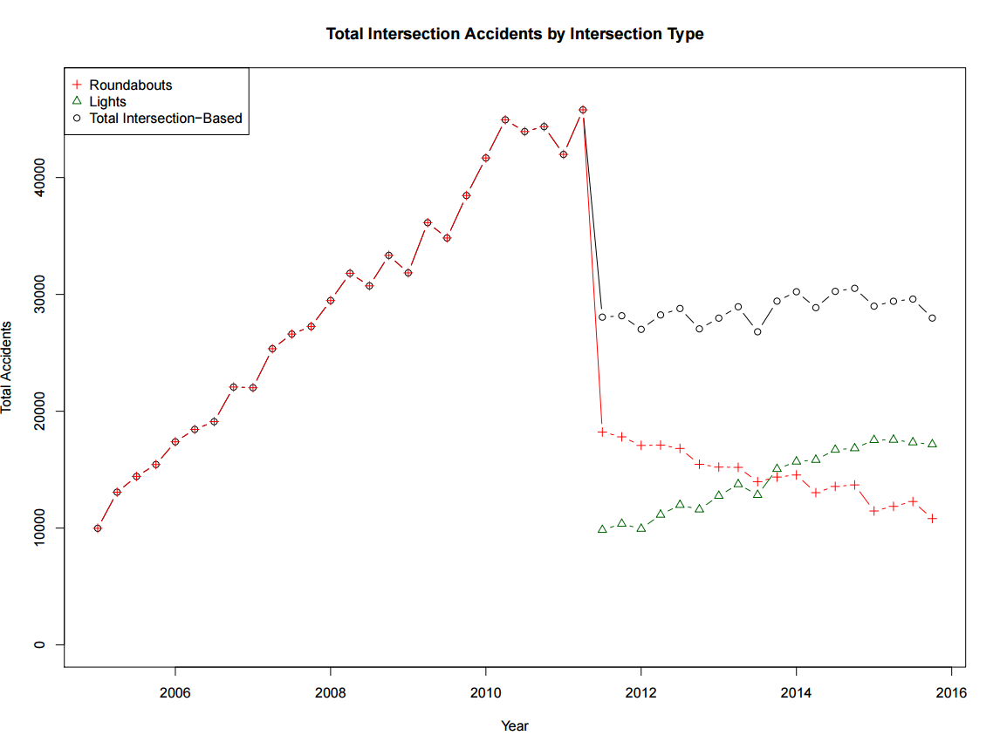 Total Intersection Accidents by Intersection Type
Roundabouts
Lights
Total Intersection−Based
Total Accidents
40000
30000
20000
10000
0
2006 2008 2010 2012 2014 2016
Year